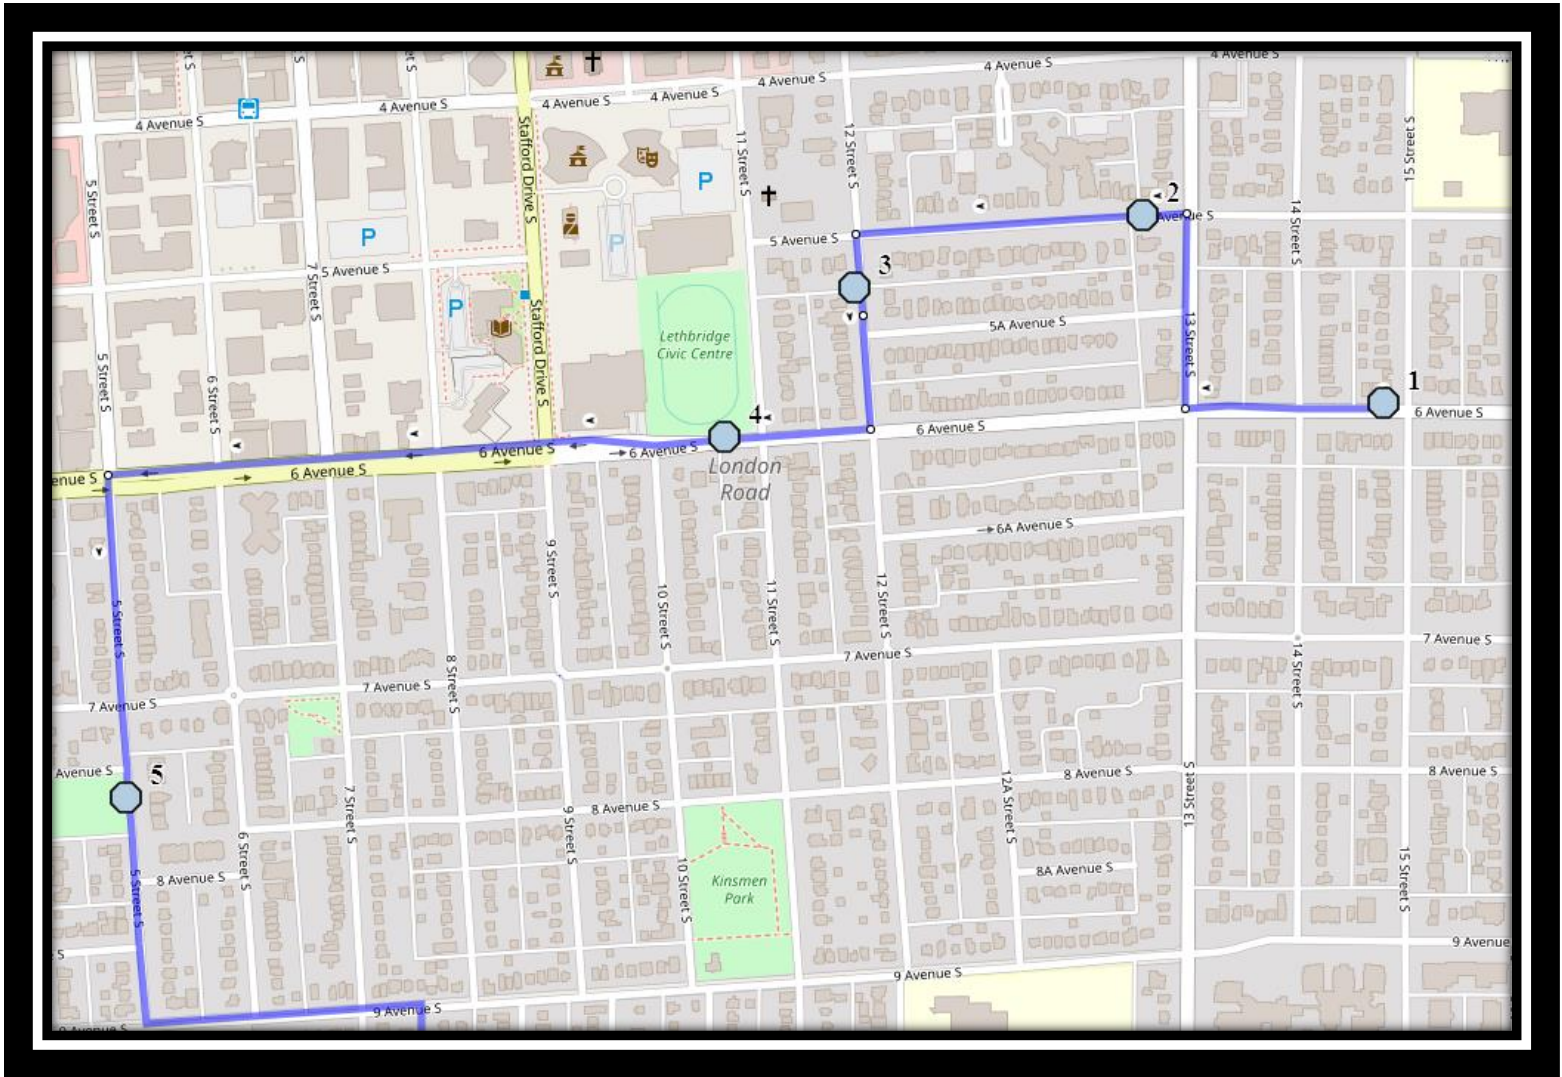 4 Avenue S
4 Avenue S
4 Avenue S
4 Avenue S
4 Avenue S
4 Avenue S
4 Avenue S
Stafford Drive S
11 Street S
12 Street S
15 Street S
5 Street S
P
P
P
P
2
Avenue S
14 Street S
5 Avenue S
5 Avenue S
7 Street S
3
Stafford Drive S
5A Avenue S
13 Street S
Lethbridge
Civic Centre
5 Street S
6 Street S
1
6 Avenue S
4
6 Avenue S
6 Avenue S
6 Avenue S
6 Avenue S
enue S
London
Road
6A Avenue S
9 Street S
10 Street S
11 Street S
12 Street S
5 Street S
7 Avenue S
7 Avenue S
7 Avenue S
7 Avenue S
8 Street S
14 Street S
5
Avenue S
8 Avenue S
8 Avenue S
8 Avenue S
7 Street S
9 Street S
12A Street S
13 Street S
6 Street S
8 Avenue S
8A Avenue S
5 Street S
10 Street S
15 Street S
Kinsmen
Park
9 Avenue
S
9 Avenue S
9 Avenue S
9 Avenue S